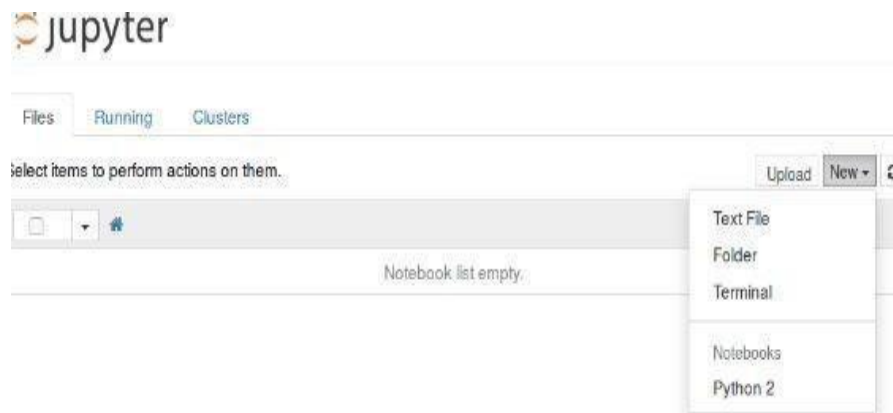 jupyter
Files Running Clusters
Select items to perform actions on them.
Upload New
Notebook list empty.
Text File
Folder
Terminal
Notebooks
Python 2